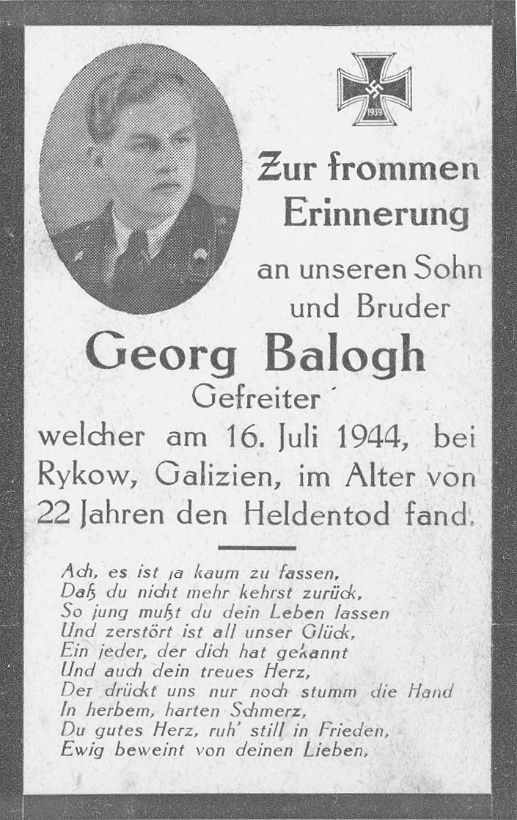 1939
Zur frommen
Erinnerung
an unseren Sohn
und Bruder
Georg Balogh
Gefreiter
welcher am 16. Juli 1944, bei
Rykow, Galizien, im Alter von
22 Jahren den Heldentod fand.
Ach, es ist ja kaum zu fassen,
Daß du nicht mehr kehrst zurück,
So jung mußt du dein Leben lassen
Und zerstört ist all unser Glück,
Ein jeder, der dich hat gekannt
Und auch dein treues Herz,
Der drückt uns nur noch stumm die Hand
In herbem, harten Schmerz,
Du gutes Herz, ruh' still in Frieden,
Ewig beweint von deinen Lieben,